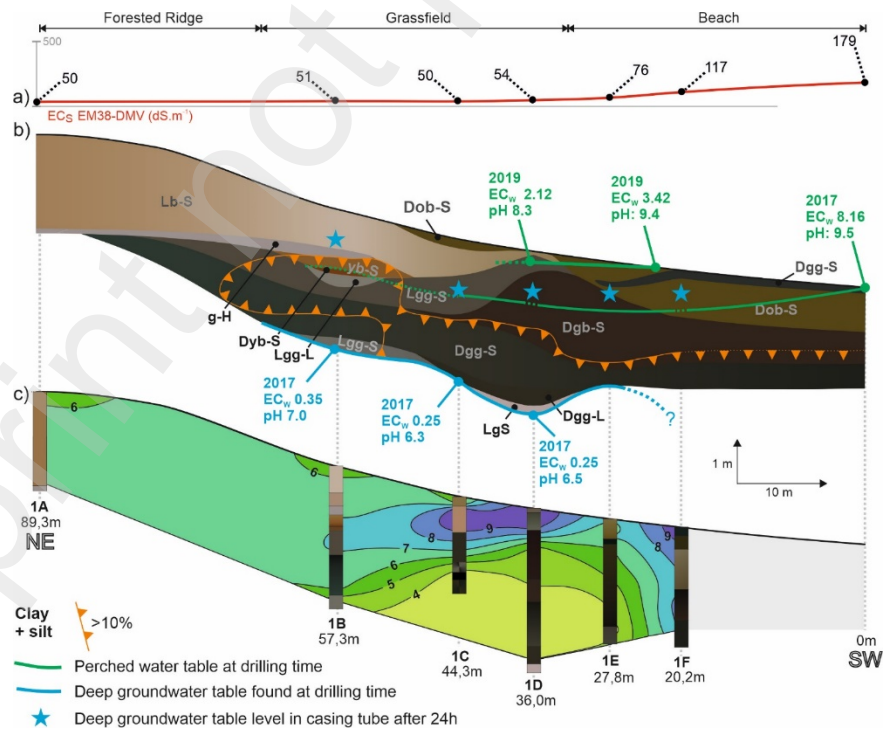 Forested Ridge Grassfield Beach
500
50 51 50 54 76 117 179
a)
ECS EM38-DMV (dS.m-1)
b)
Lb-S
Dob-S
2019
ECw 2.12
pH 8.3
2019
ECw 3.42
pH: 9.4
2017
ECw 8.16
pH: 9.5
Dgg-S
yb-S
Lgg-S
Dgb-S
Dob-S
g-H
Dyb-S
Lgg-L
Lgg-S
Dgg-S
2017
ECw 0.35
pH 7.0
2017
ECw 0.25
pH 6.3
LgS
Dgg-L
2017
ECw 0.25
pH 6.5
?
1 m
10 m
c)
6
6
9
8
7
6
5
4
9
8
1A
89,3m
NE
1B
57,3m
1C
44,3m
1D
36,0m
1E
27,8m
1F
20,2m
0m
SW
Clay
+ silt
>10%
Perched water table at drilling time
Deep groundwater table found at drilling time
Deep groundwater table level in casing tube after 24h